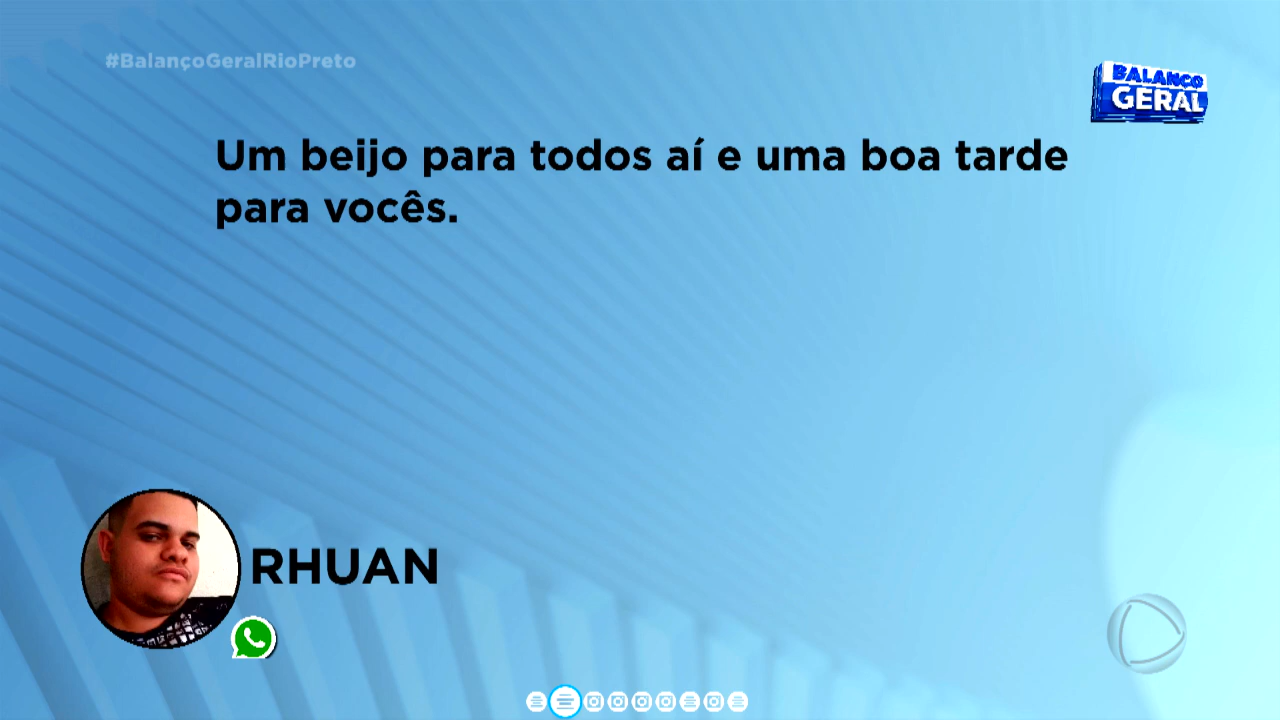 #BalançoGeralRioPreto
BALANÇO
GERAL
Um beijo para todos aí e uma boa tarde
para vocês.
RHUAN